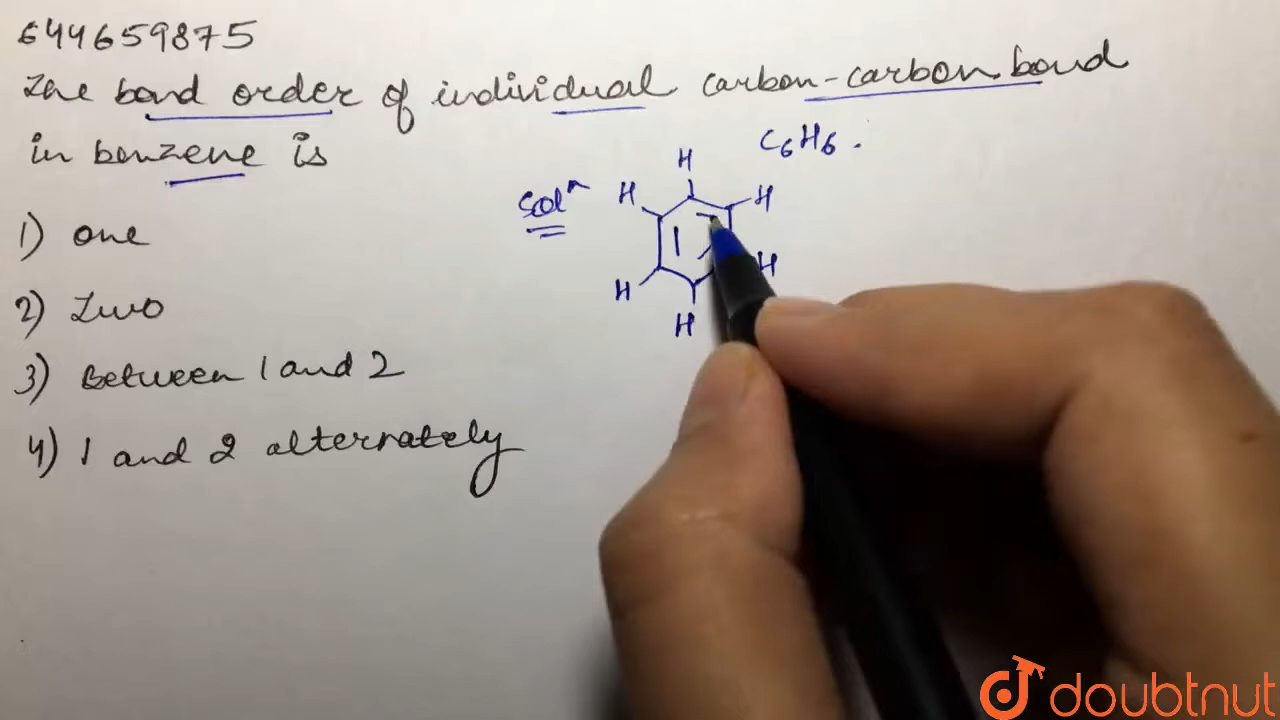 644659875
The bond order of individual carbon-carbon bond
in benzene is
C6H6.
Solⁿ
H
H
H
H
H
H
1) one
2) Two
3) Between 1 and 2
4) 1 and 2 alternately
doubtnut